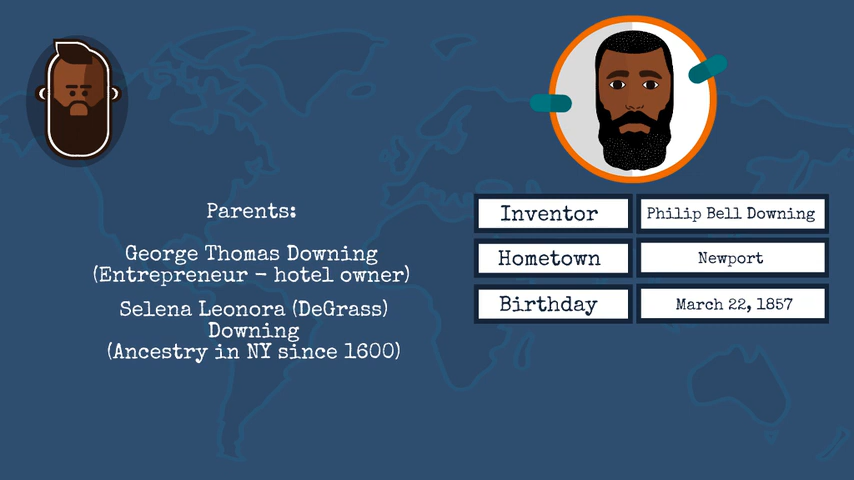 Parents:
George Thomas Downing
(Entrepreneur - hotel owner)
Selena Leonora (DeGrass)
Downing
(Ancestry in NY since 1600)
Inventor Philip Bell Downing
Hometown Newport
Birthday March 22, 1857